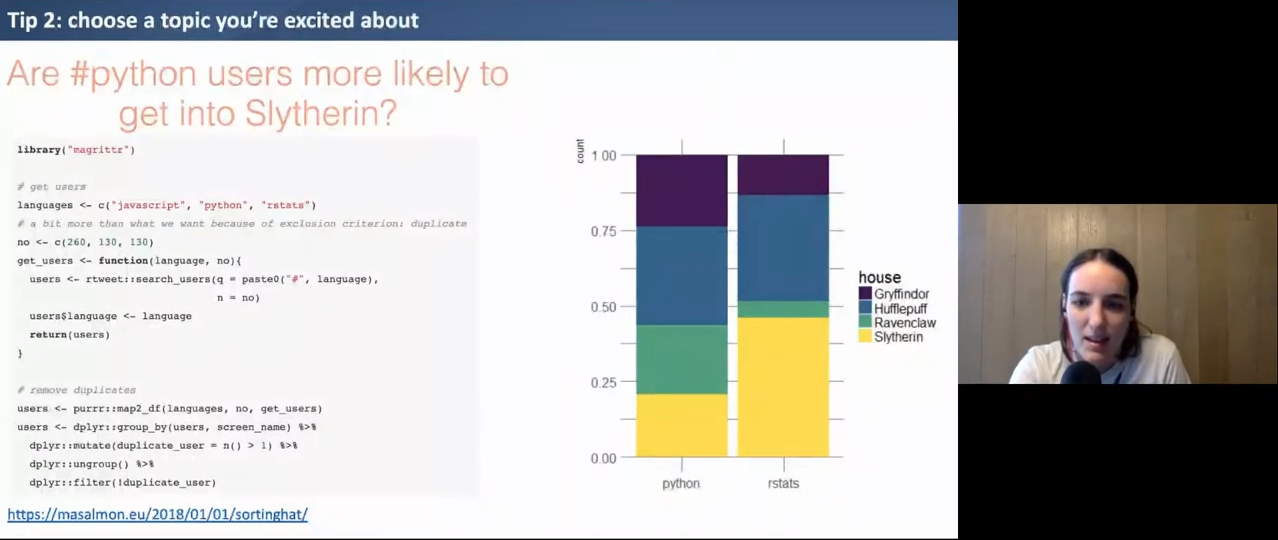 Tip 2: choose a topic you're excited about
Are #python users more likely to
get into Slytherin?
library("magrittr")
# get users
languages <- c("javascript", "python", "rstats")
# a bit more than what we want because of exclusion criterion: duplicate
no <- c(260, 130, 130)
get_users <- function(language, no){
users <- rtweet::search_users(q = paste0("#", language),
n = no)
users$language <- language
return(users)
}
# remove duplicates
users <- purrr::map2_df(languages, no, get_users)
users <- dplyr::group_by(users, screen_name) %>%
dplyr::mutate(duplicate_user = n() > 1) %>%
dplyr::ungroup() %>%
dplyr::filter(!duplicate_user)
https://masalmon.eu/2018/01/01/sortinghat/
count
1.00
0.75
0.50
0.25
0.00
python rstats
house
Gryffindor
Hufflepuff
Ravenclaw
Slytherin